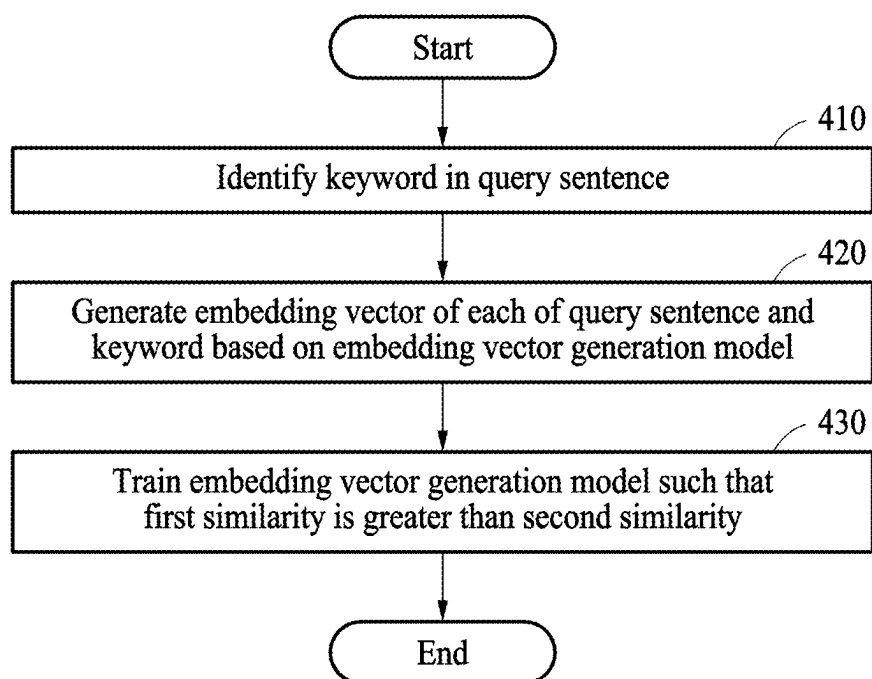 Start
410
Identify keyword in query sentence
420
Generate embedding vector of each of query sentence and
keyword based on embedding vector generation model
430
Train embedding vector generation model such that
first similarity is greater than second similarity
End